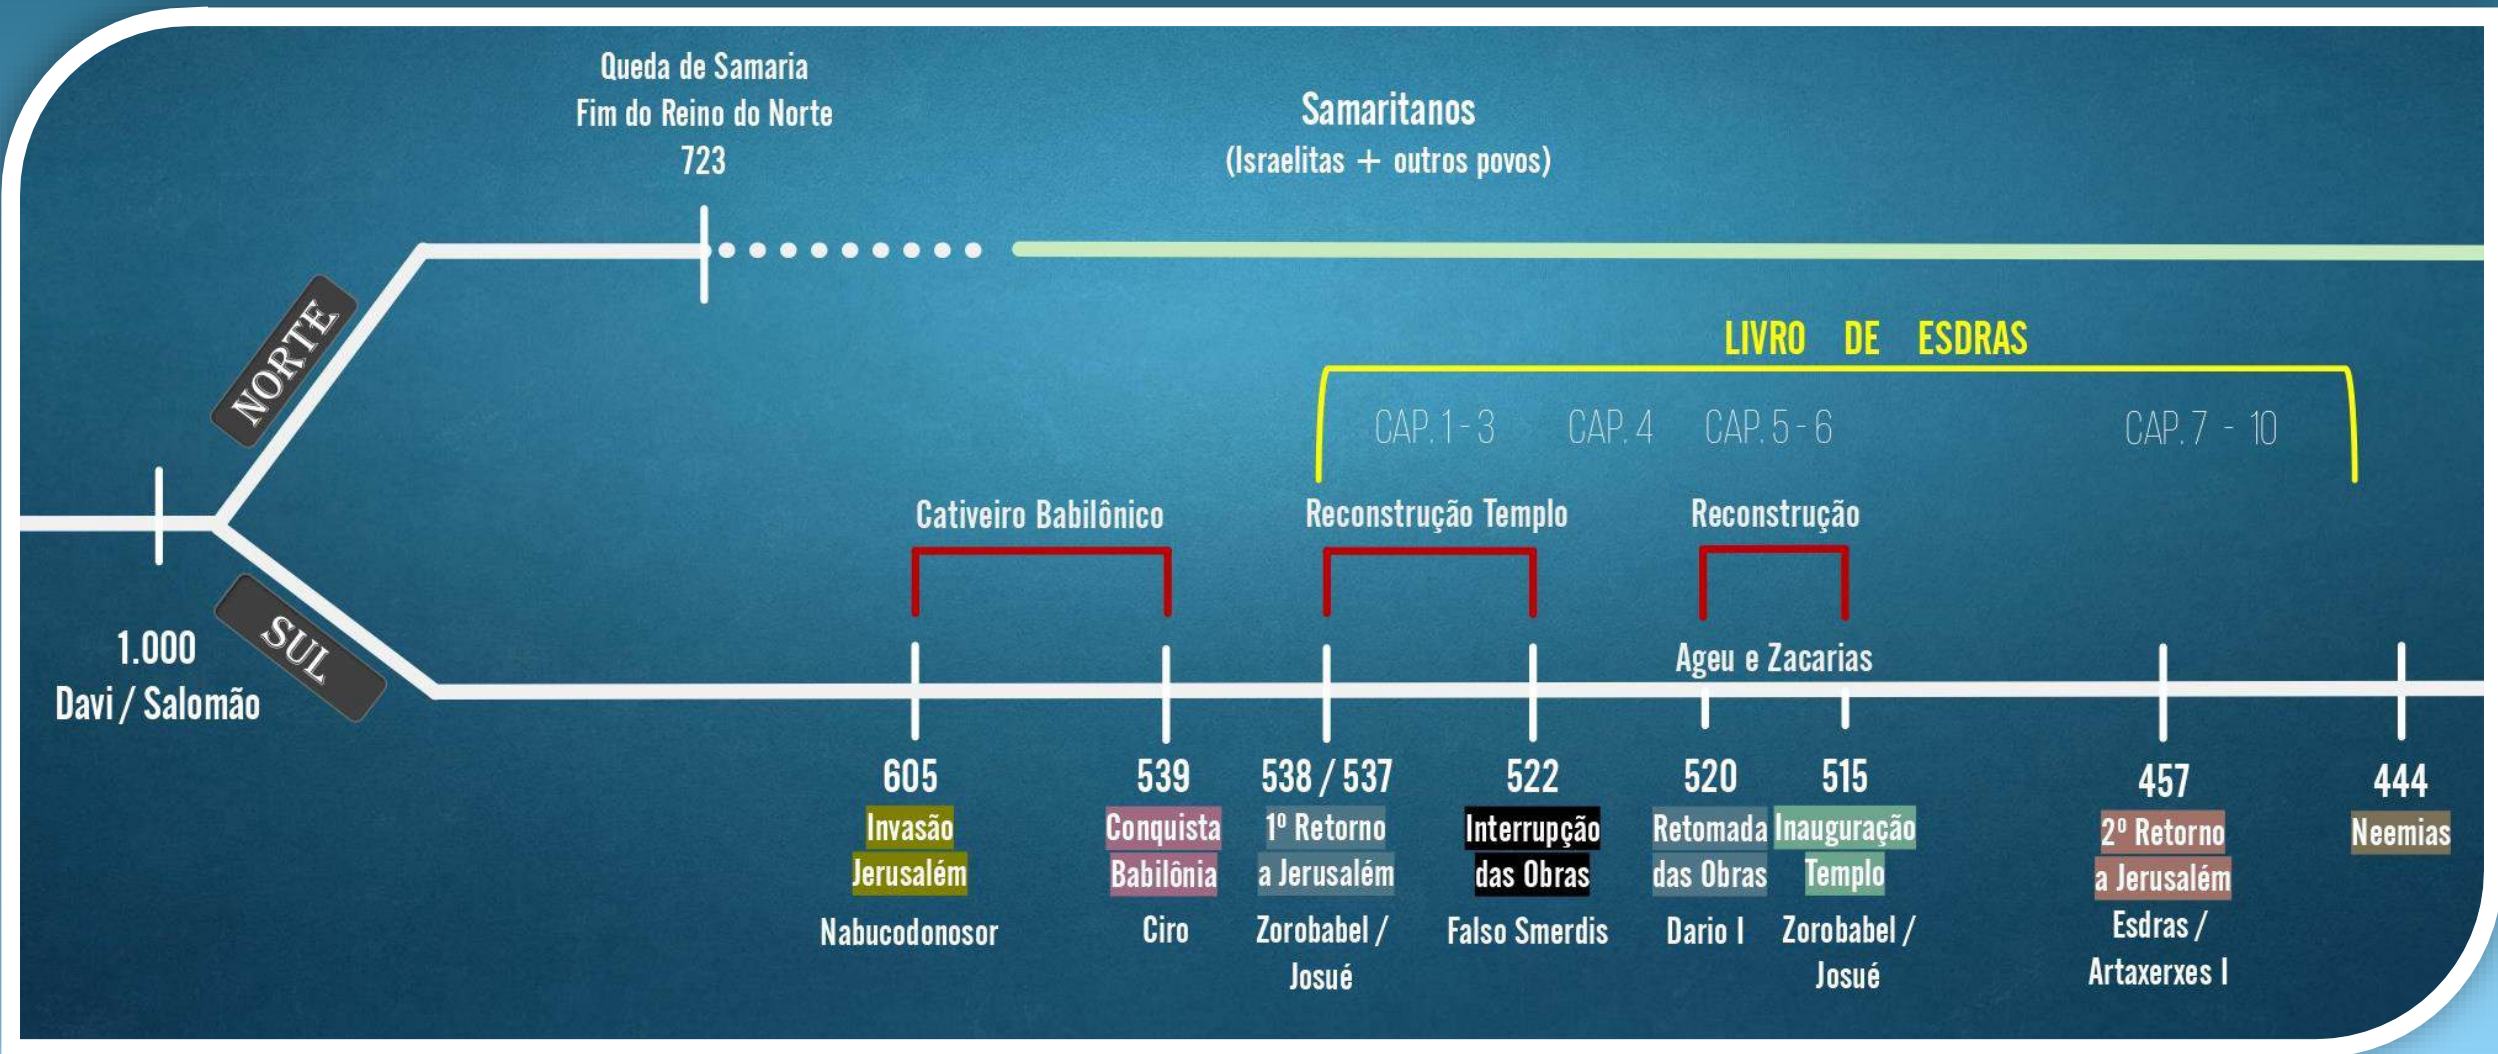 Queda de Samaria
Fim do Reino do Norte
723
Samaritanos
(Israelitas + outros povos)
NORTE
LIVRO DE ESDRAS
CAP. 1 - 3
CAP. 4
CAP. 5 - 6
CAP. 7 - 10
Cativeiro Babilônico
Reconstrução Templo
Reconstrução
SUL
1.000
Davi / Salomão
Ageu e Zacarias
605
Invasão
Jerusalém
Nabucodonosor
539
Conquista
Babilônia
Ciro
538 / 537
1º Retorno
a Jerusalém
Zorobabel /
Josué
522
Interrupção
das Obras
Falso Smerdis
520
Retomada
das Obras
Dario I
515
Inauguração
Templo
Zorobabel /
Josué
457
2º Retorno
a Jerusalém
Esdras /
Artaxerxes I
444
Neemias